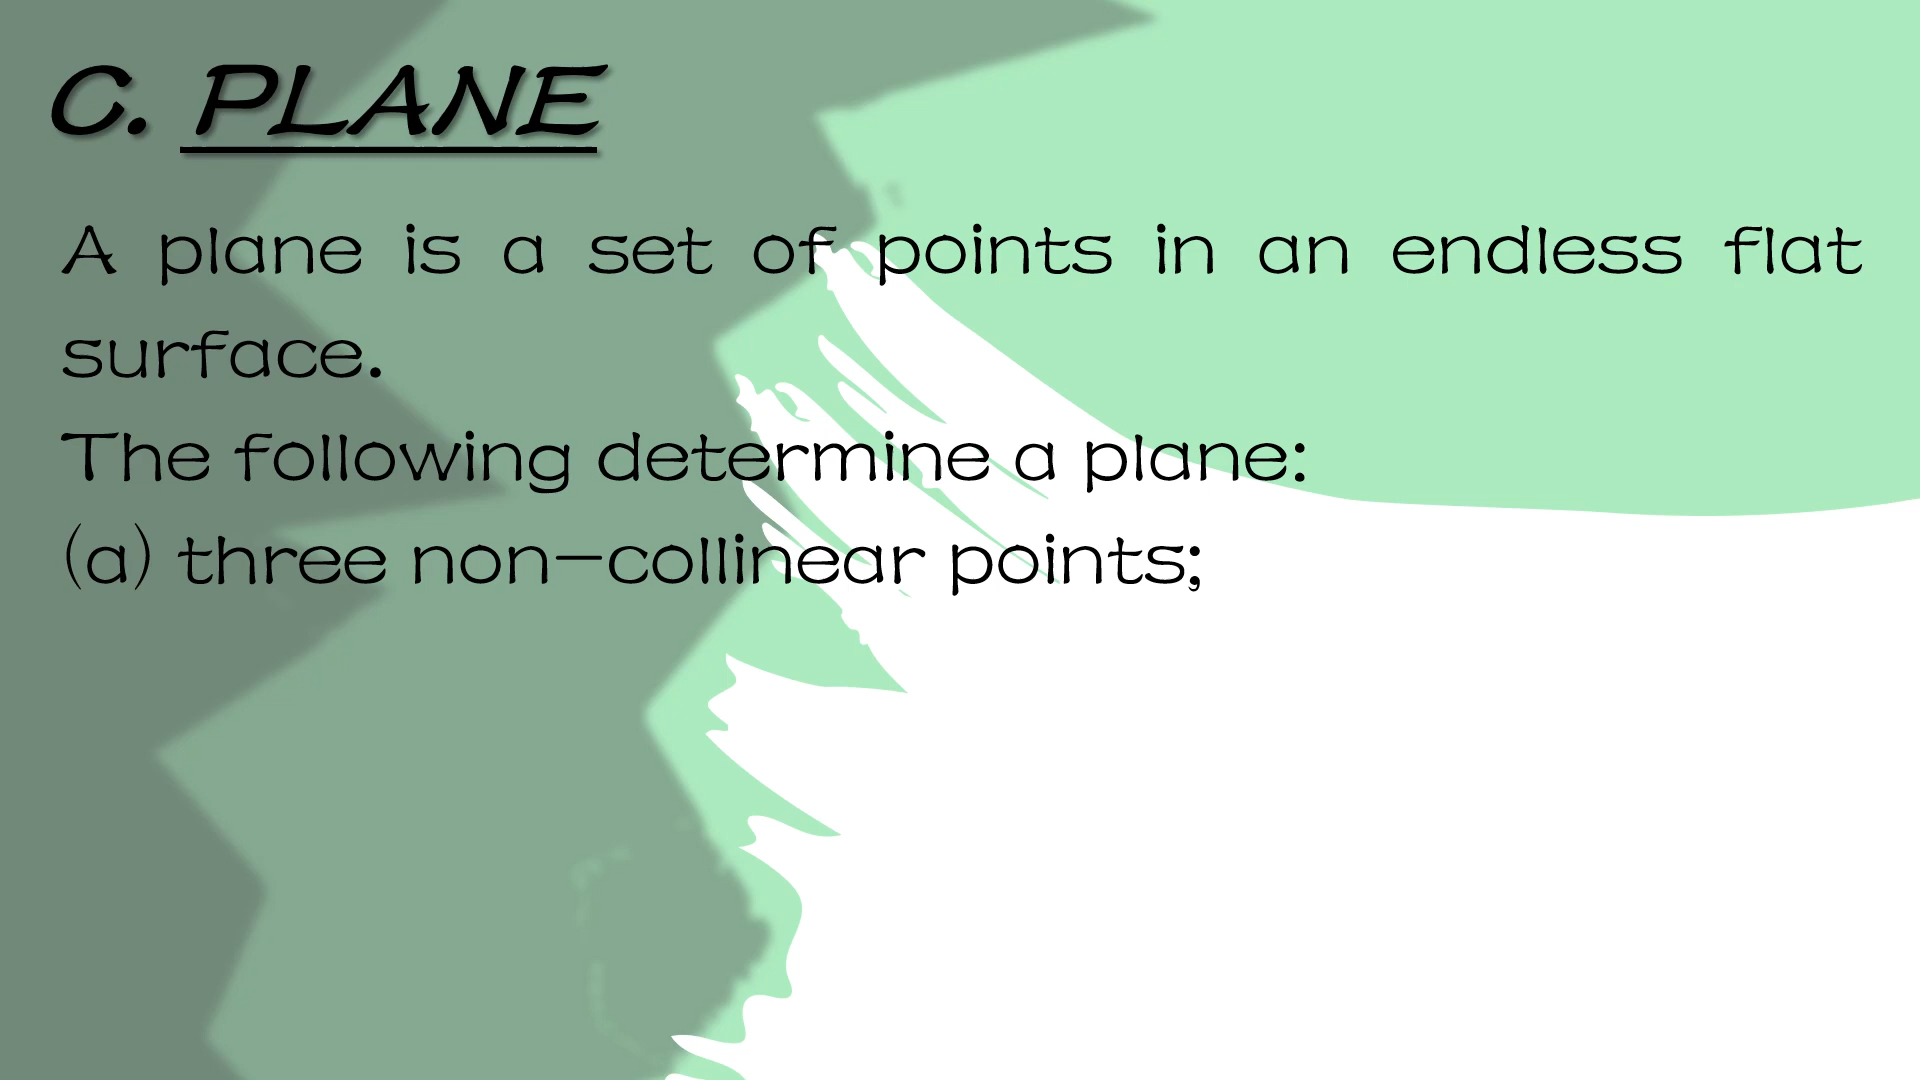 C. PLANE
A plane is a set of points in an endless flat
surface.
The following determine a plane:
(a) three non-collinear points;